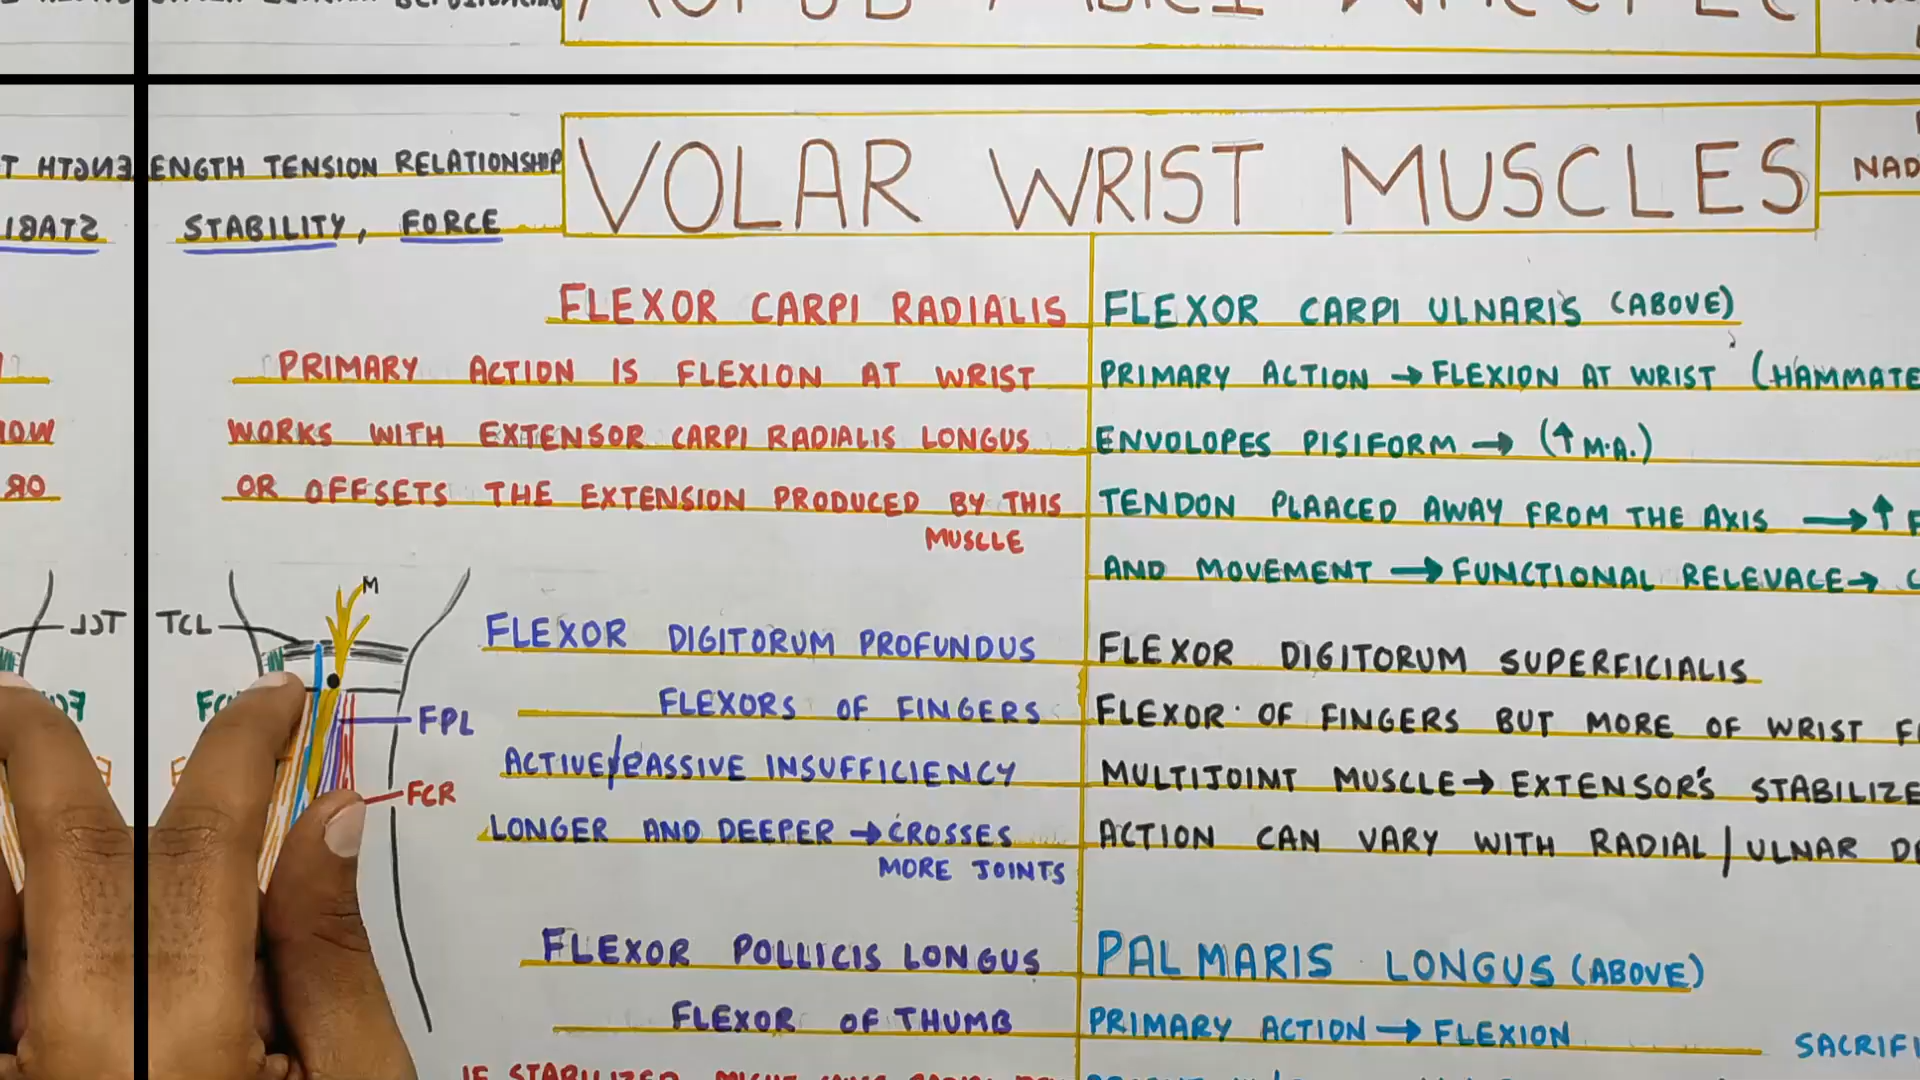 LENGTH TENSION RELATIONSHIP
STABILITY, FORCE
VOLAR WRIST MUSCLES
NAD
FLEXOR CARPI RADIALIS
PRIMARY ACTION IS FLEXION AT WRIST
WORKS WITH EXTENSOR CARPI RADIALIS LONGUS
OR OFFSETS THE EXTENSION PRODUCED BY THIS
MUSCLE
FLEXOR CARPI ULNARIS (ABOVE)
PRIMARY ACTION → FLEXION AT WRIST (HAMMATE
ENVOLOPES PISIFORM → (↑ M.A.)
TENDON PLAACED AWAY FROM THE AXIS → ↑ F
AND MOVEMENT → FUNCTIONAL RELEVACE → C
M
TCL
FPL
FCR
FLEXOR DIGITORUM PROFUNDUS
FLEXORS OF FINGERS
ACTIVE/PASSIVE INSUFFICIENCY
LONGER AND DEEPER → CROSSES
MORE JOINTS
FLEXOR DIGITORUM SUPERFICIALIS
FLEXOR OF FINGERS BUT MORE OF WRIST F
MULTIJOINT MUSCLE → EXTENSOR'S STABILIZE
ACTION CAN VARY WITH RADIAL / ULNAR DE
FLEXOR POLLICIS LONGUS
FLEXOR OF THUMB
PALMARIS LONGUS (ABOVE)
PRIMARY ACTION → FLEXION
SACRIFI